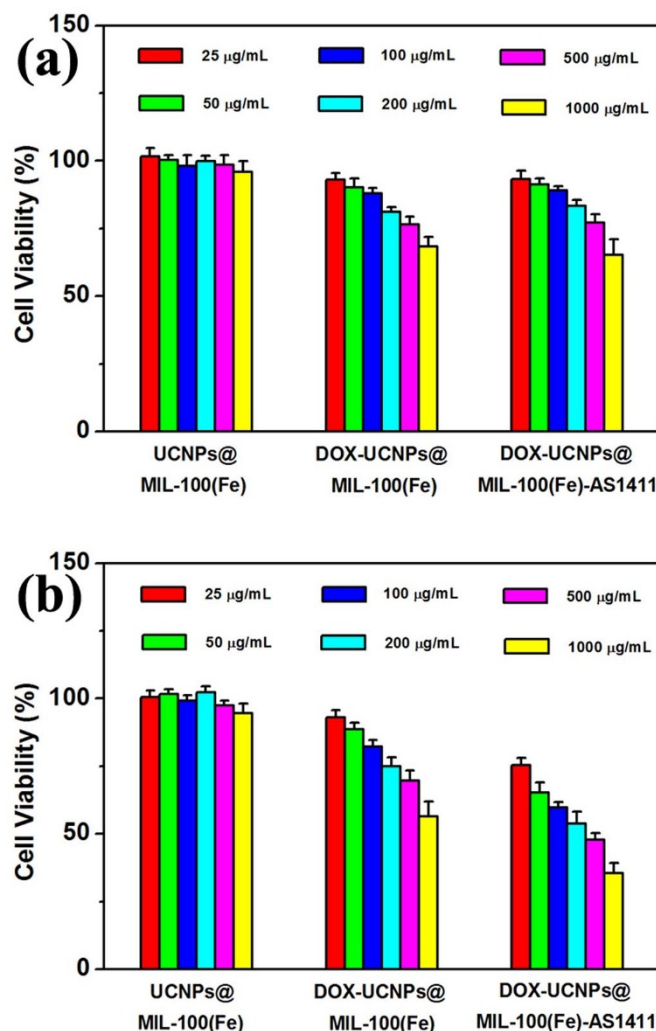 (a)
150
100
50
0
Cell Viability (%)
25 μg/mL 100 μg/mL 500 μg/mL
50 μg/mL 200 μg/mL 1000 μg/mL
UCNPs@ DOX-UCNPs@ DOX-UCNPs@
MIL-100(Fe) MIL-100(Fe) MIL-100(Fe)-AS1411
(b)
150
100
50
0
Cell Viability (%)
25 μg/mL 100 μg/mL 500 μg/mL
50 μg/mL 200 μg/mL 1000 μg/mL
UCNPs@ DOX-UCNPs@ DOX-UCNPs@
MIL-100(Fe) MIL-100(Fe) MIL-100(Fe)-AS1411